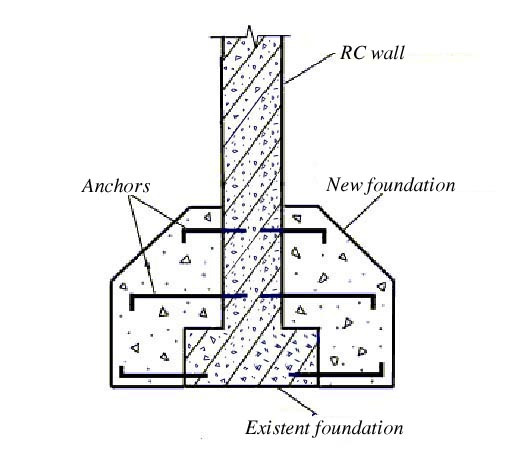 RC wall
Anchors
New foundation
Existent foundation